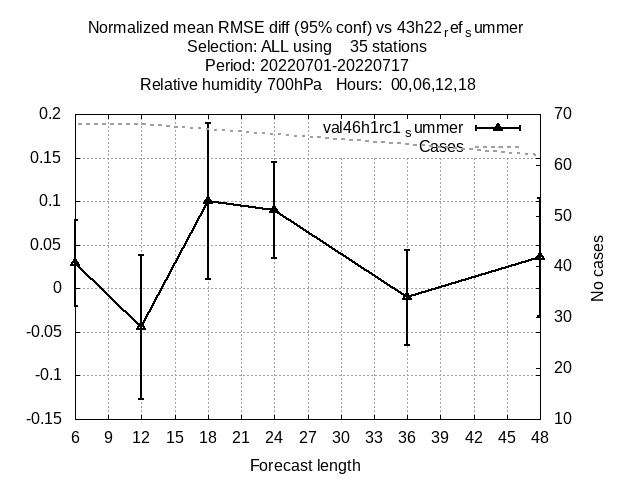 Normalized mean RMSE diff (95% conf) vs 43h22refsummer
Selection: ALL using    35 stations
Period: 20220701-20220717
Relative humidity 700hPa   Hours:  00,06,12,18
val46h1rc1summer
Cases
0.2
0.15
0.1
0.05
0
-0.05
-0.1
-0.15
70
60
50
40
30
20
10
No cases
6 9 12 15 18 21 24 27 30 33 36 39 42 45 48
Forecast length